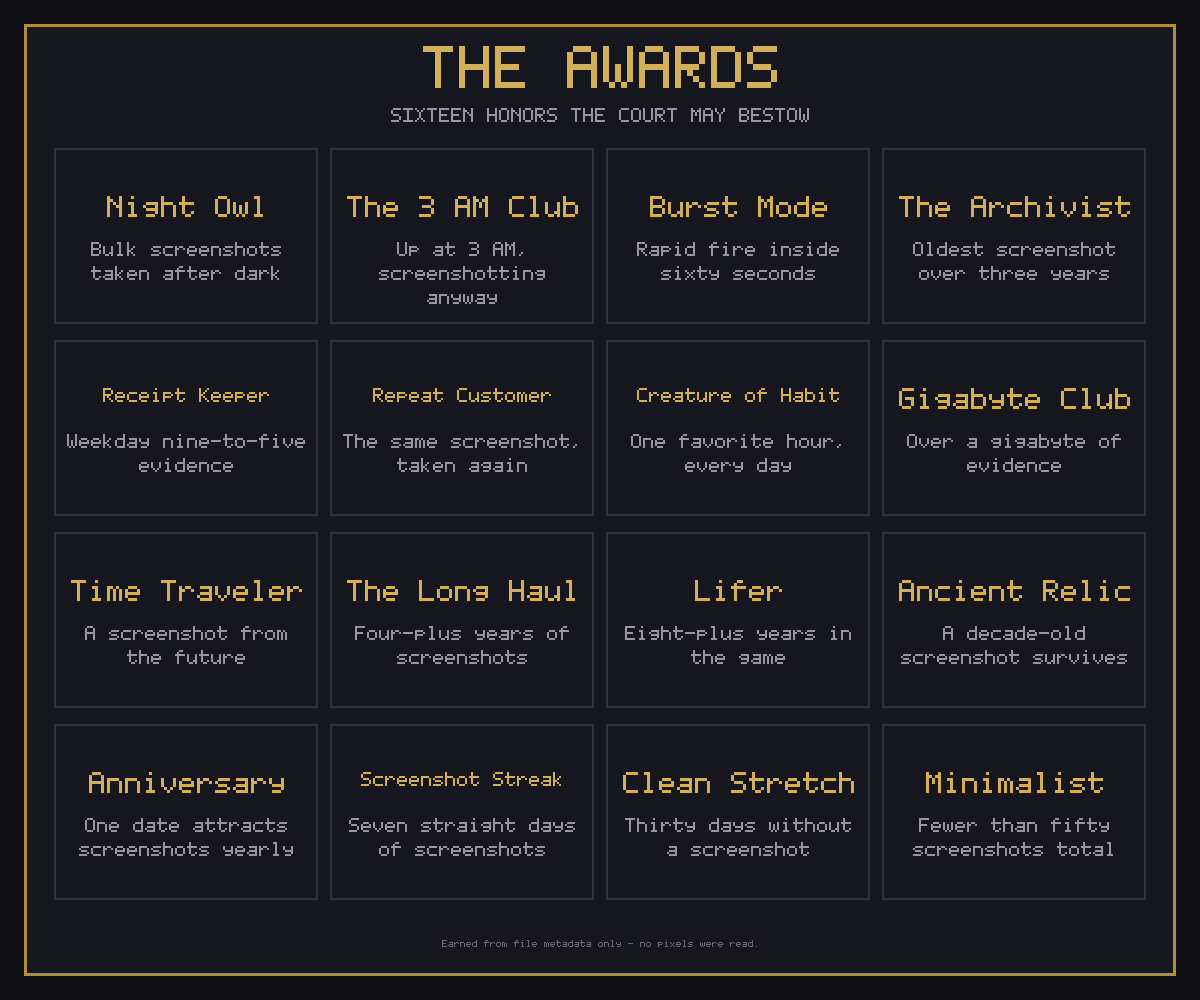 THE AWARDS
SIXTEEN HONORS THE COURT MAY BESTOW
Night Owl
Bulk screenshots
taken after dark
The 3 AM Club
Up at 3 AM,
screenshotting
anyway
Burst Mode
Rapid fire inside
sixty seconds
The Archivist
Oldest screenshot
over three years
Receipt Keeper
Weekday nine-to-five
evidence
Repeat Customer
The same screenshot,
taken again
Creature of Habit
One favorite hour,
every day
Gigabyte Club
Over a gigabyte of
evidence
Time Traveler
A screenshot from
the future
The Long Haul
Four-plus years of
screenshots
Lifer
Eight-plus years in
the game
Ancient Relic
A decade-old
screenshot survives
Anniversary
One date attracts
screenshots yearly
Screenshot Streak
Seven straight days
of screenshots
Clean Stretch
Thirty days without
a screenshot
Minimalist
Fewer than fifty
screenshots total
Earned from file metadata only - no pixels were read.